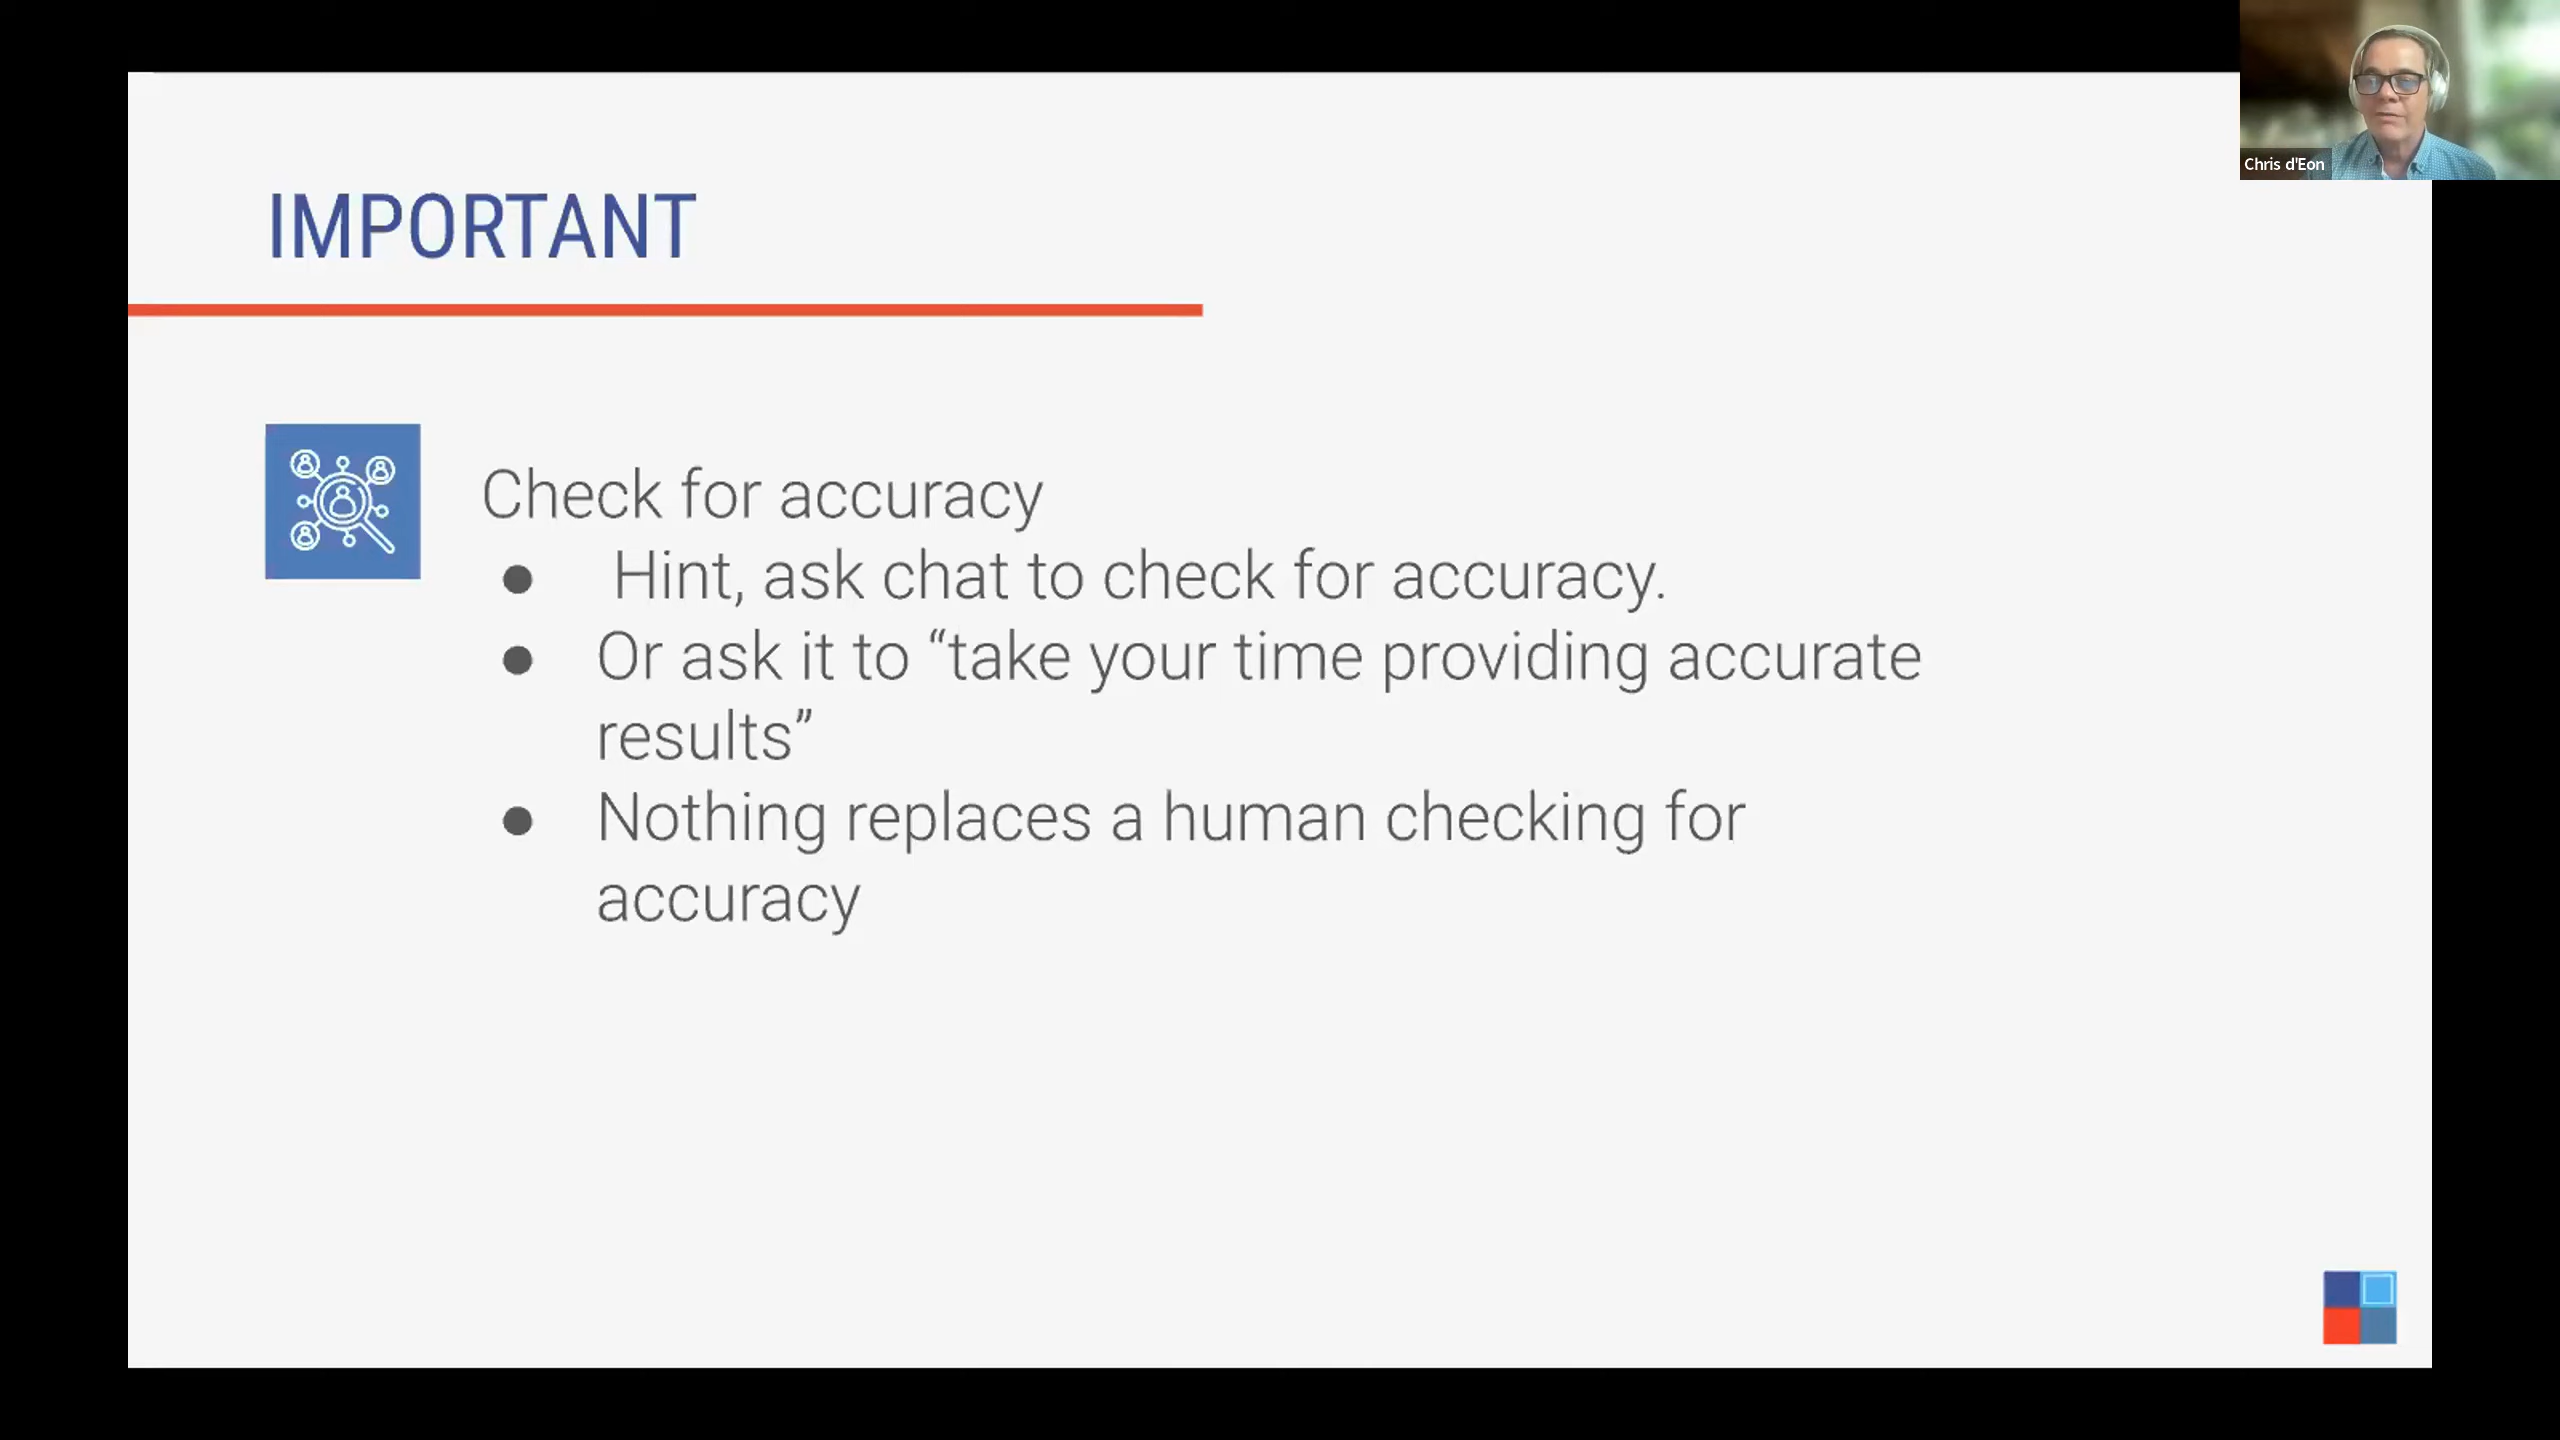 Chris d'Eon
IMPORTANT
Check for accuracy
● Hint, ask chat to check for accuracy.
● Or ask it to “take your time providing accurate
results”
● Nothing replaces a human checking for
accuracy